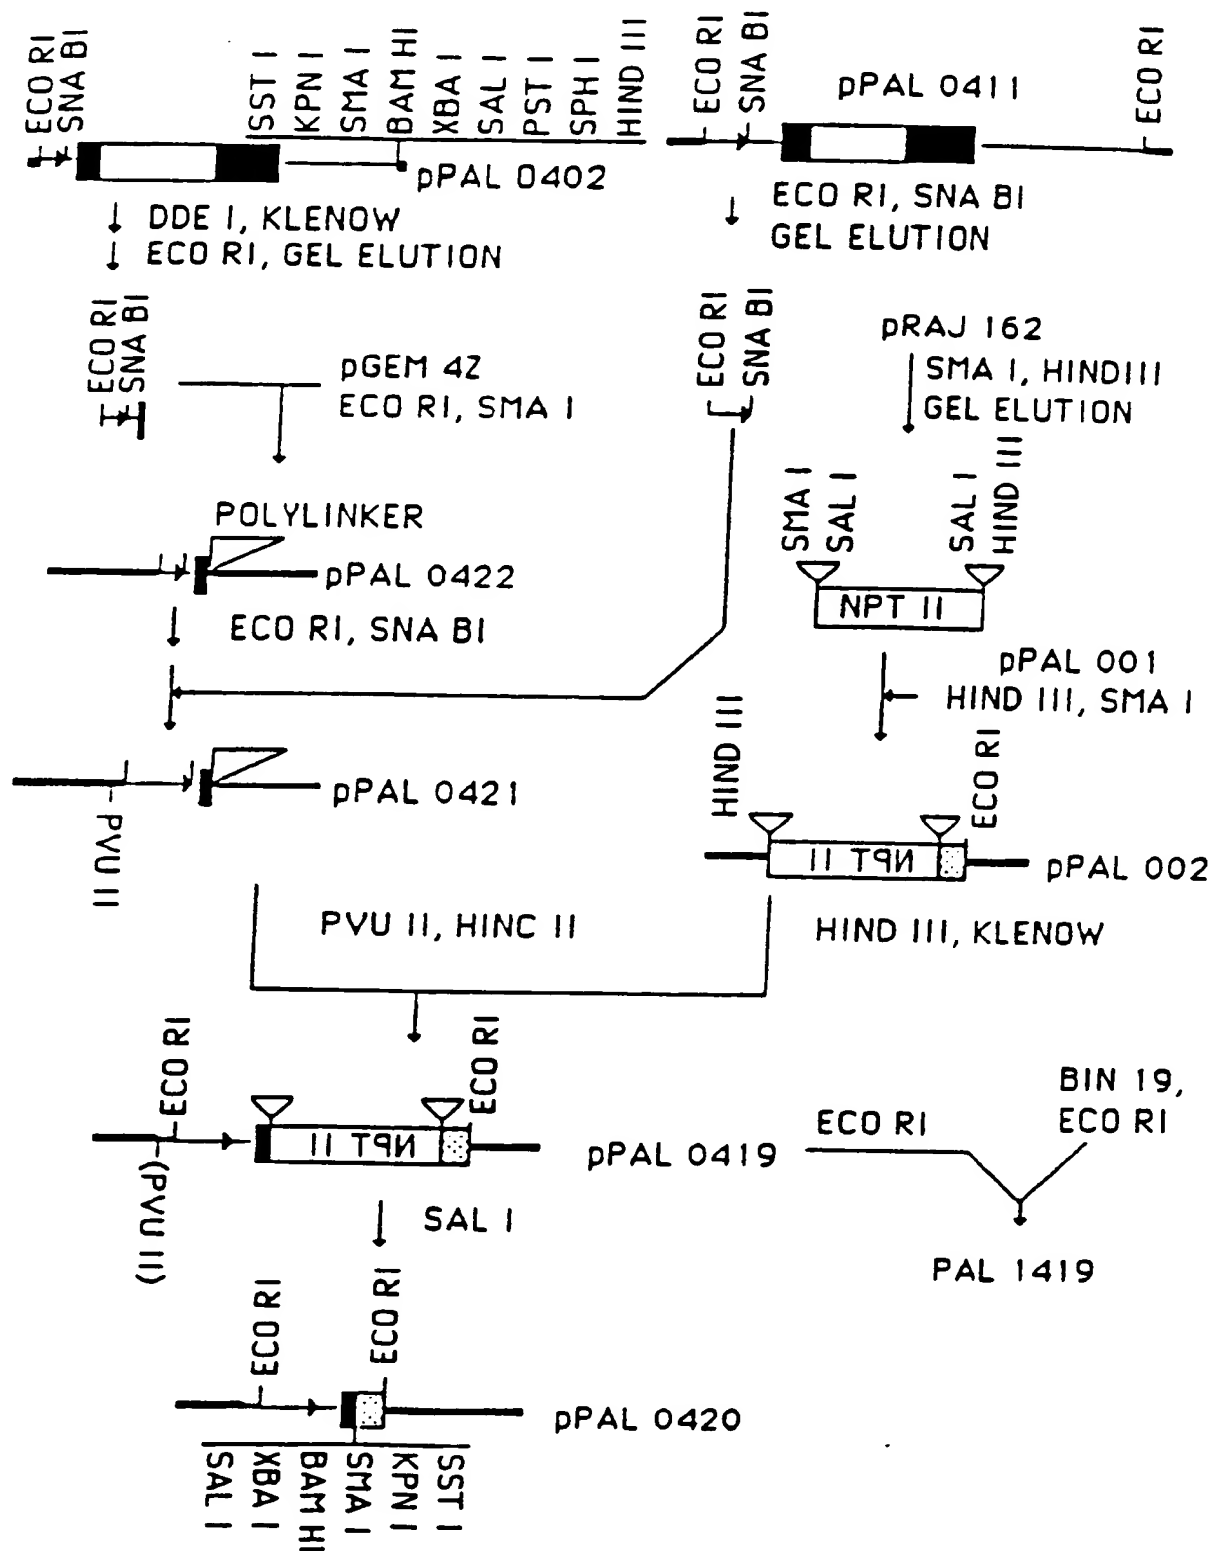 ECO RI
SNA BI
SST I
KPN I
SMA I
BAM HI
XBA I
SAL I
PST I
SPH I
HIND III
pPAL 0402
ECO RI
SNA BI
pPAL 0411
ECO RI
DDE I, KLENOW
ECO RI, GEL ELUTION
ECO RI, SNA BI
GEL ELUTION
ECO RI
SNA BI
pGEM 4Z
ECO RI, SMA I
ECO RI
SNA BI
pRAJ 162
SMA I, HINDIII
GEL ELUTION
POLYLINKER
pPAL 0422
ECO RI, SNA BI
SMA I
SAL I
SAL I
HIND III
NPT II
pPAL 001
HIND III, SMA I
pPAL 0421
PVU II
HIND III
ECO RI
NPT II
pPAL 002
PVU II, HINC II
HIND III, KLENOW
ECO RI
ECO RI
NPT II
(PVU II)
pPAL 0419
ECO RI
BIN 19,
ECO RI
PAL 1419
SAL I
ECO RI
ECO RI
pPAL 0420
SAL I
XBA I
BAM HI
SMA I
KPN I
SST I